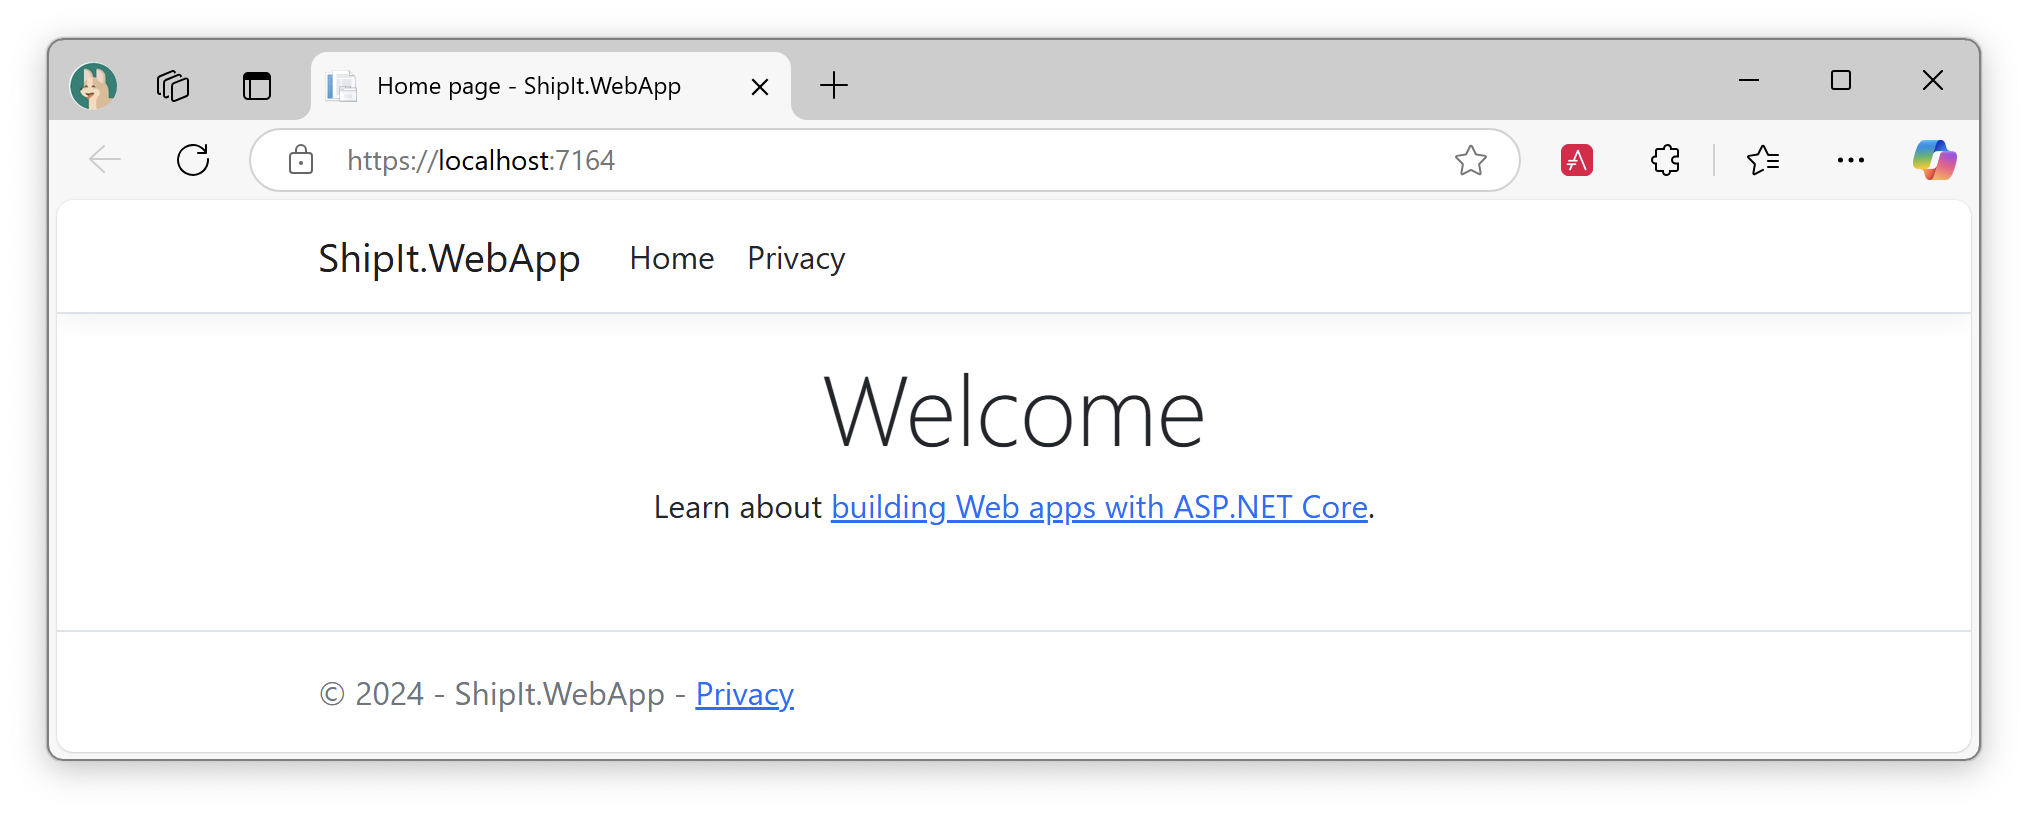 Home page - ShipIt.WebApp
https://localhost:7164
ShipIt.WebApp Home Privacy
Welcome
Learn about building Web apps with ASP.NET Core.
© 2024 - ShipIt.WebApp - Privacy